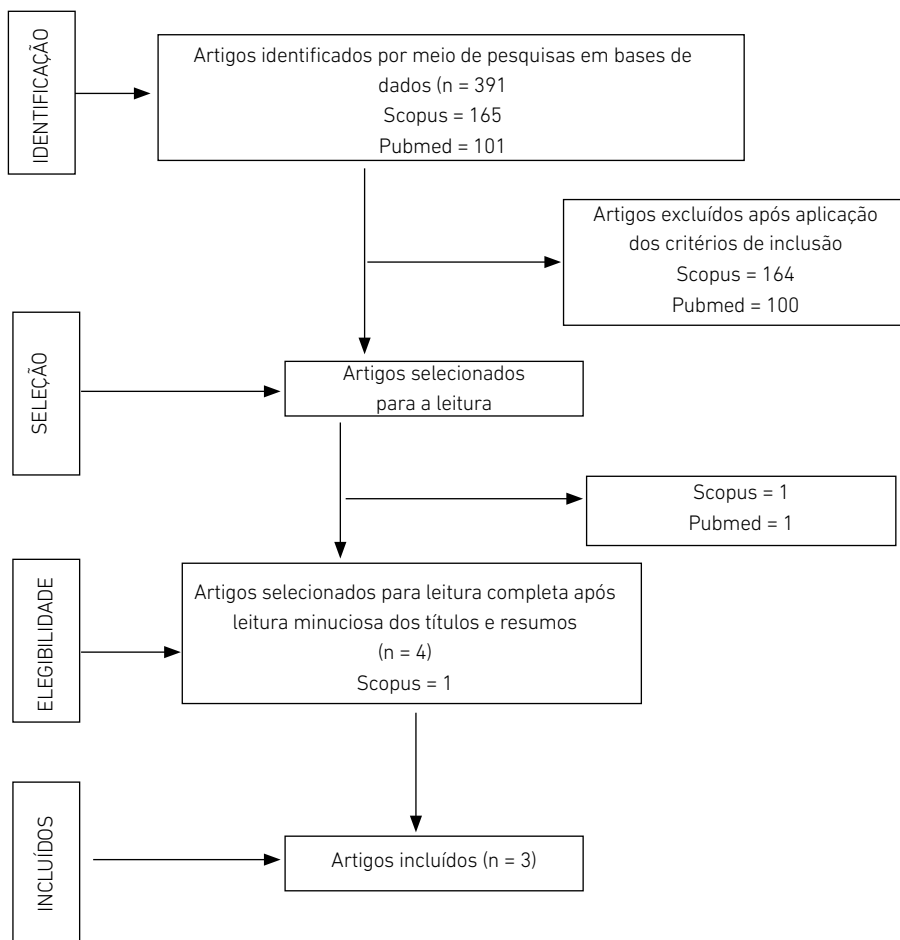 IDENTIFICAÇÃO
Artigos identificados por meio de pesquisas em bases de
dados (n = 391
Scopus = 165
Pubmed = 101
Artigos excluídos após aplicação
dos critérios de inclusão
Scopus = 164
Pubmed = 100
SELEÇÃO
Artigos selecionados
para a leitura
Scopus = 1
Pubmed = 1
ELEGIBILIDADE
Artigos selecionados para leitura completa após
leitura minuciosa dos títulos e resumos
(n = 4)
Scopus = 1
INCLUÍDOS
Artigos incluídos (n = 3)